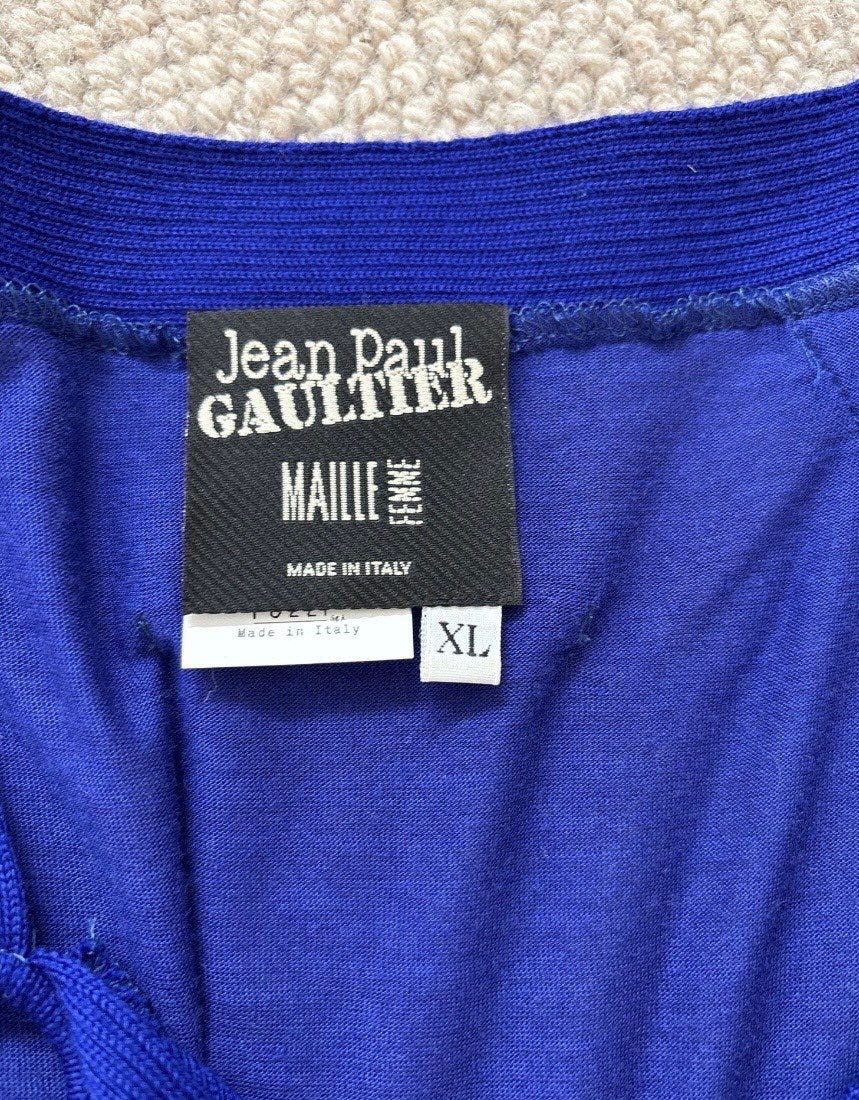 Jean Paul
GAULTIER
MAILLE FEMME
MADE IN ITALY
Made in Italy
XL